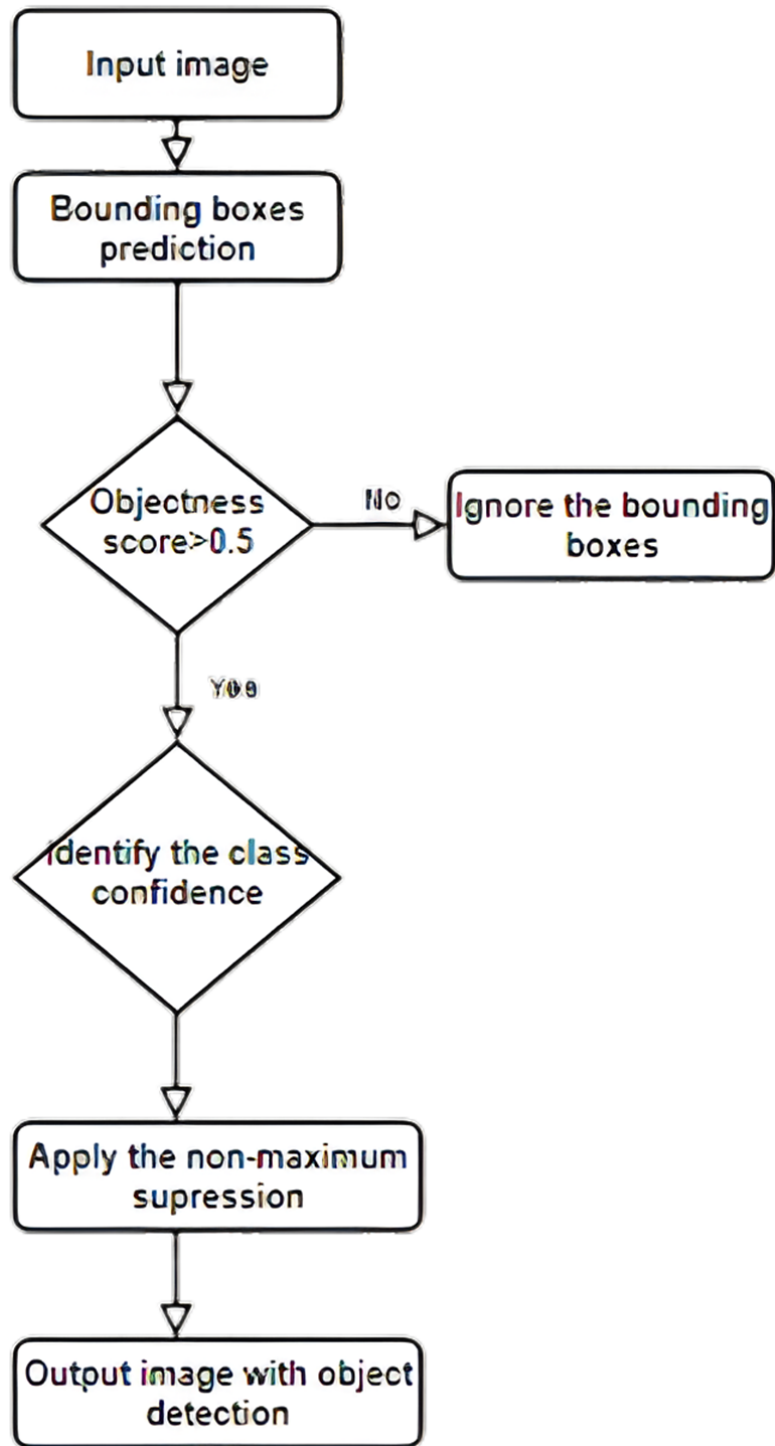 Input image
Bounding boxes
prediction
Objectness
score>0.5
No
Ignore the bounding
boxes
Yes
Identify the class
confidence
Apply the non-maximum
supression
Output image with object
detection